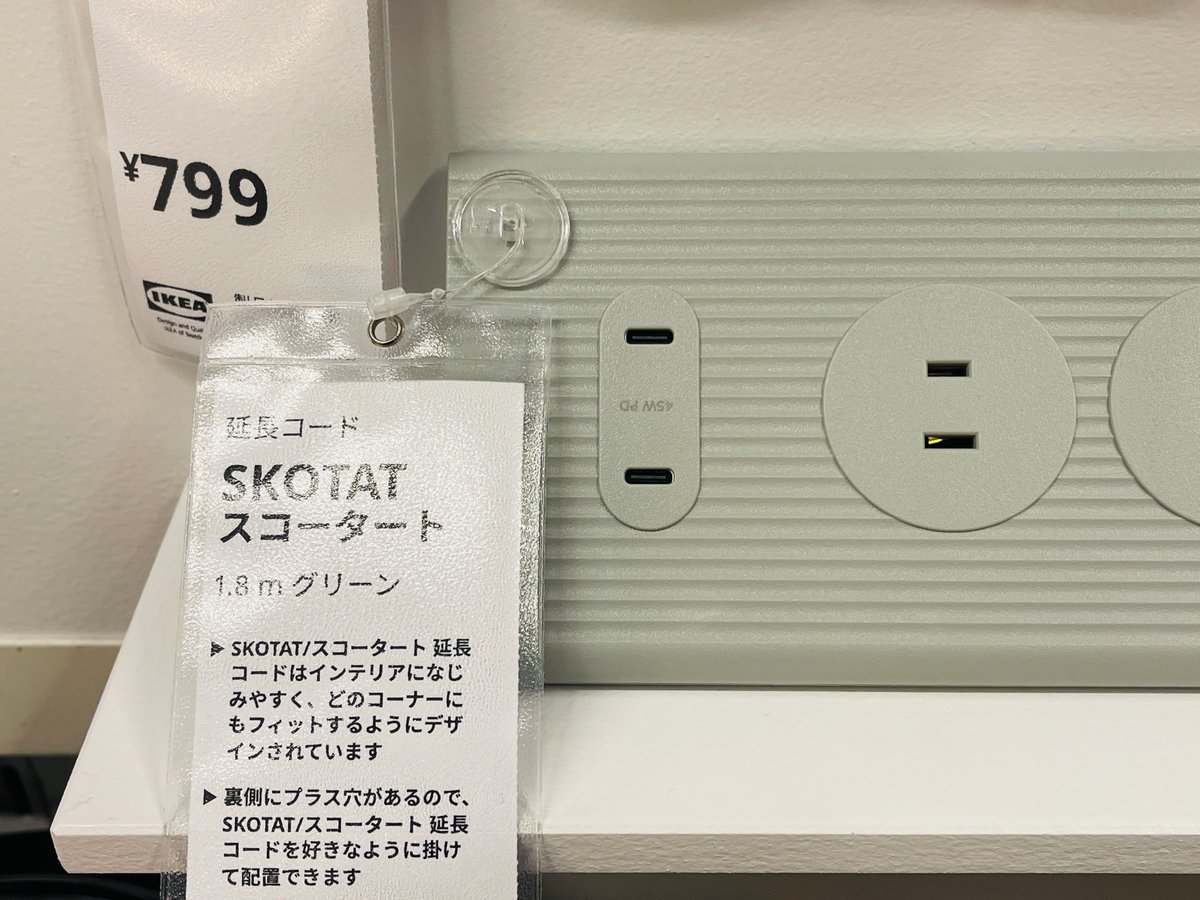 ¥799
IKEA
Design and Qua
IKEA of Swede
延長コード
SKOTAT
スコータート
1.8 m グリーン
▶ SKOTAT/スコータート 延長
コードはインテリアになじ
みやすく、どのコーナーに
もフィットするようにデザ
インされています
▶ 裏側にプラス穴があるので、
SKOTAT/スコータート 延長
コードを好きなように掛け
て配置できます
45W PD